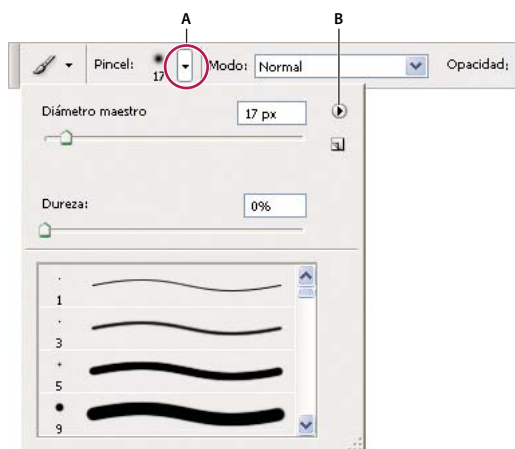 A B
Pincel: 17 Modo: Normal Opacidad:
Diámetro maestro 17 px
Dureza: 0%
1
3
5
9